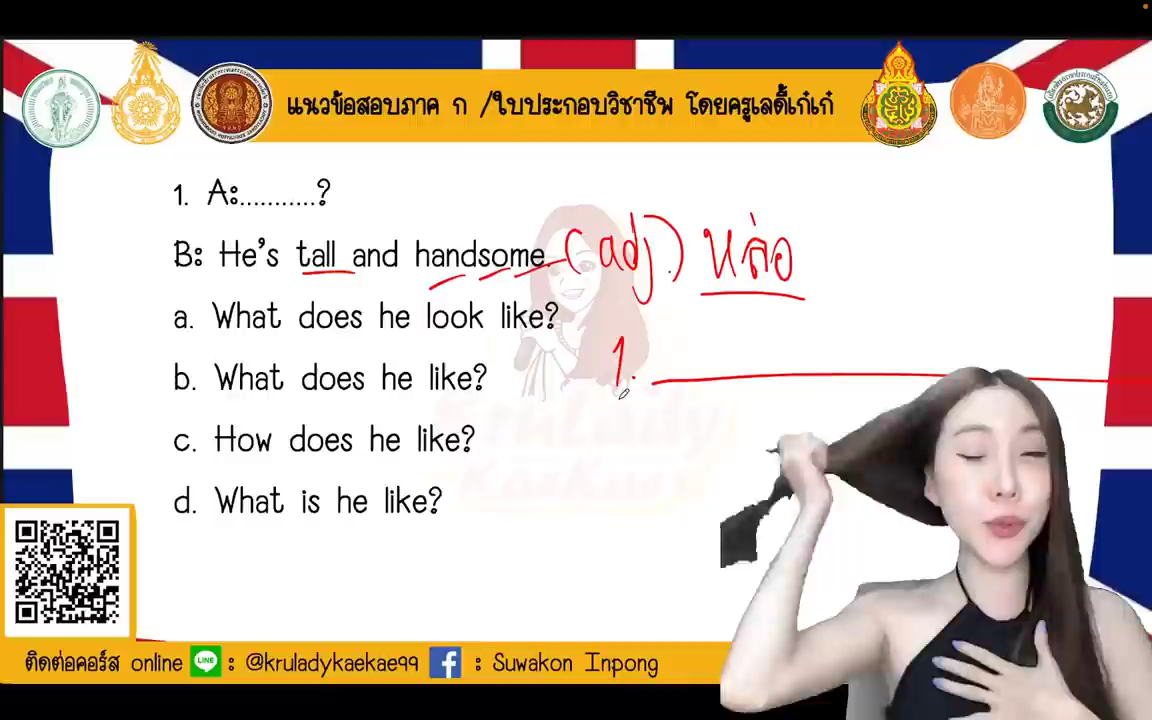 แนวข้อสอบภาค ก /ใบประกอบวิชาชีพ โดยครูเลดี้เก๋เก๋
1. A:...........?
B: He's tall and handsome. (adj) หล่อ
a. What does he look like?
1.
b. What does he like?
KruLady
c. How does he like?
KaeKae
d. What is he like?
ติดต่อคอร์ส online LINE : @kruladykaekae99 f : Suwakon Inpong